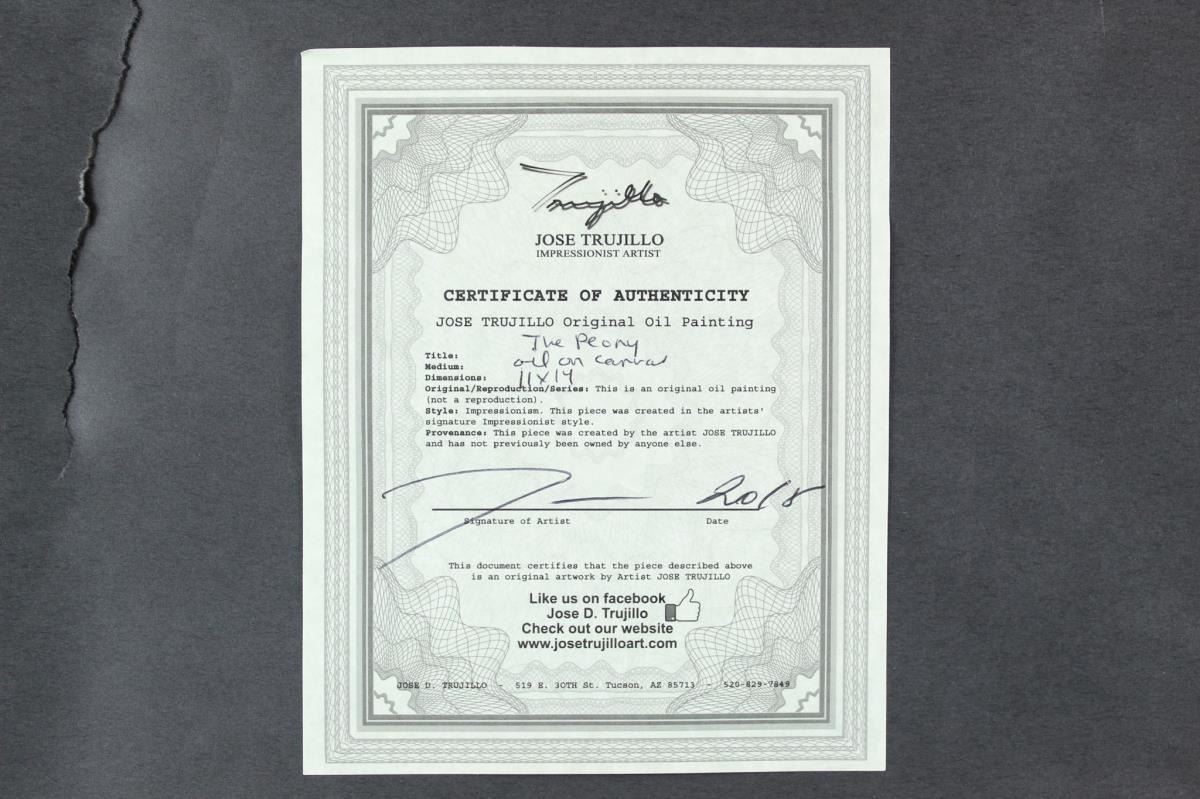 Trujillo
JOSE TRUJILLO
IMPRESSIONIST ARTIST
CERTIFICATE OF AUTHENTICITY
JOSE TRUJILLO Original Oil Painting
Title: The Peony
Medium: oil on canvas
Dimensions: 11x14
Original/Reproduction/Series: This is an original oil painting
(not a reproduction).
Style: Impressionism. This piece was created in the artists'
signature Impressionist style.
Provenance: This piece was created by the artist JOSE TRUJILLO
and has not previously been owned by anyone else.
2018
Signature of Artist Date
This document certifies that the piece described above
is an original artwork by Artist JOSE TRUJILLO
Like us on facebook
Jose D. Trujillo
Check out our website
www.josetrujilloart.com
JOSE D. TRUJILLO - 519 E. 30TH St. Tucson, AZ 85713 - 520-829-7849